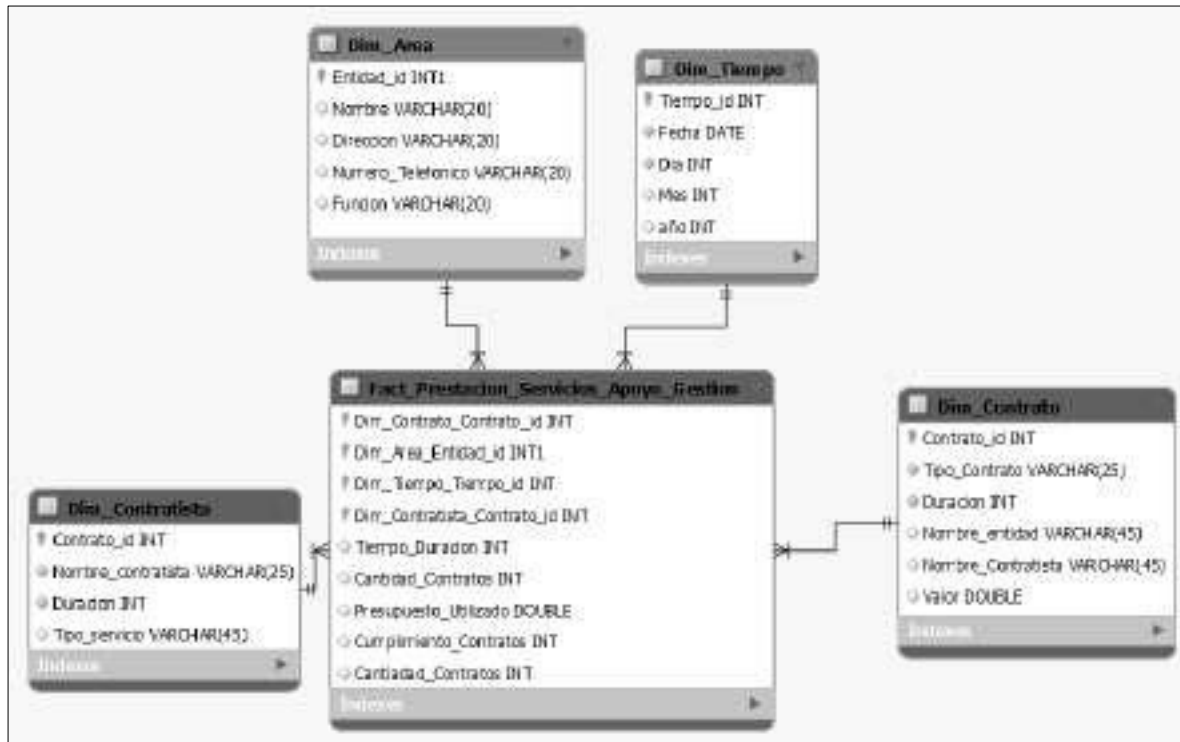 Dim_Area
Entidad_id INT1
Nombre VARCHAR(20)
Direccion VARCHAR(20)
Numero_Telefonico VARCHAR(20)
Funcion VARCHAR(20)
Indexes
Dim_Tiempo
Tiempo_id INT
Fecha DATE
Dia INT
Mes INT
año INT
Indexes
Fact_Prestacion_Servicios_Apoyo_Gestion
Dim_Contrato_Contrato_id INT
Dim_Area_Entidad_id INT1
Dim_Tiempo_Tiempo_id INT
Dim_Contratista_Contrato_id INT
Tiempo_Duracion INT
Cantidad_Contratos INT
Presupuesto_Utilizado DOUBLE
Cumplimiento_Contratos INT
Cantiadad_Contratos INT
Indexes
Dim_Contratista
Contrato_id INT
Nombre_contratista VARCHAR(25)
Duracion INT
Tipo_servicio VARCHAR(45)
Indexes
Dim_Contrato
Contrato_id INT
Tipo_Contrato VARCHAR(25)
Duracion INT
Nombre_entidad VARCHAR(45)
Nombre_Contratista VARCHAR(45)
Valor DOUBLE
Indexes